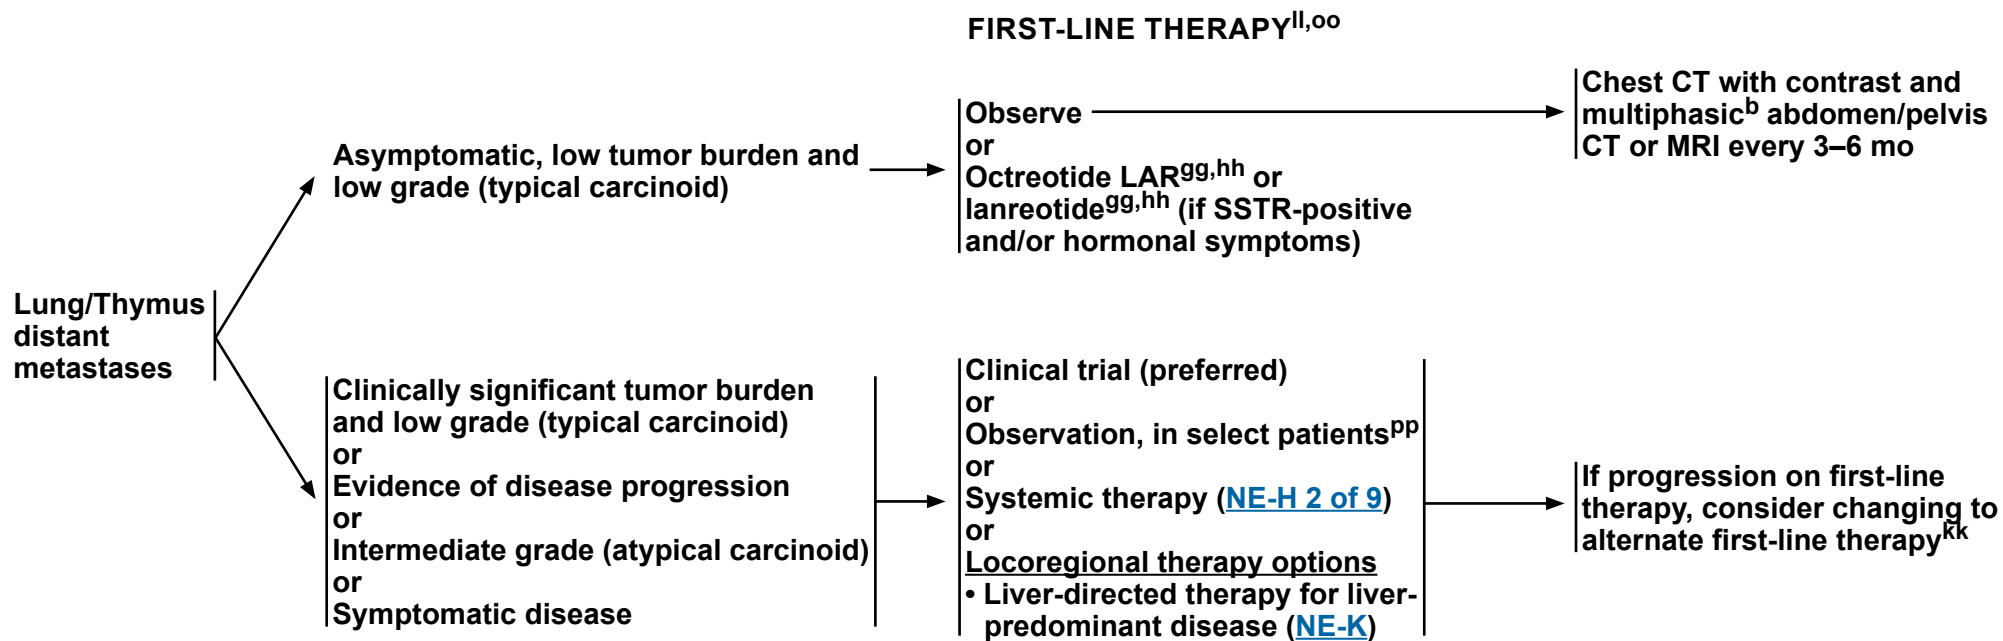 FIRST-LINE THERAPYll,oo
Lung/Thymus
distant
metastases
Asymptomatic, low tumor burden and
low grade (typical carcinoid)
Observe
or
Octreotide LARgg,hh or
lanreotidegg,hh (if SSTR-positive
and/or hormonal symptoms)
Chest CT with contrast and
multiphasicb abdomen/pelvis
CT or MRI every 3–6 mo
Clinically significant tumor burden
and low grade (typical carcinoid)
or
Evidence of disease progression
or
Intermediate grade (atypical carcinoid)
or
Symptomatic disease
Clinical trial (preferred)
or
Observation, in select patientspp
or
Systemic therapy (NE-H 2 of 9)
or
Locoregional therapy options
• Liver-directed therapy for liver-
predominant disease (NE-K)
If progression on first-line
therapy, consider changing to
alternate first-line therapykk